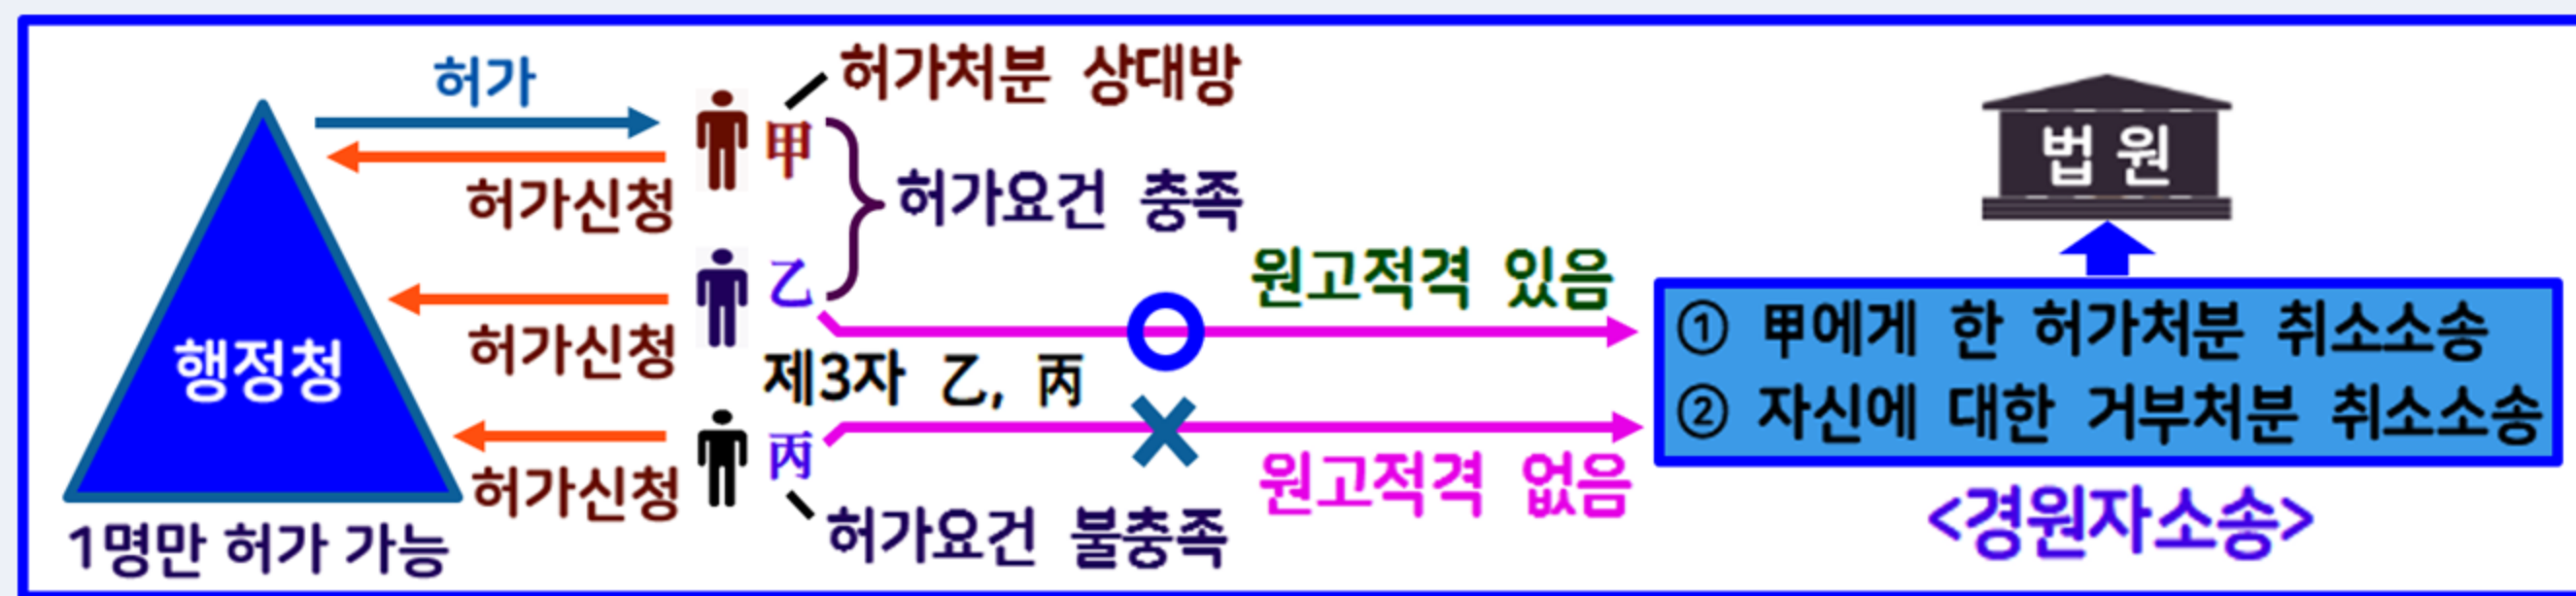 허가
허가처분 상대방
甲
허가신청
허가요건 충족
乙
허가신청
행정청
1명만 허가 가능
제3자 乙, 丙
丙
허가신청
허가요건 불충족
원고적격 있음
원고적격 없음
법원
① 甲에게 한 허가처분 취소소송
② 자신에 대한 거부처분 취소소송
<경원자소송>